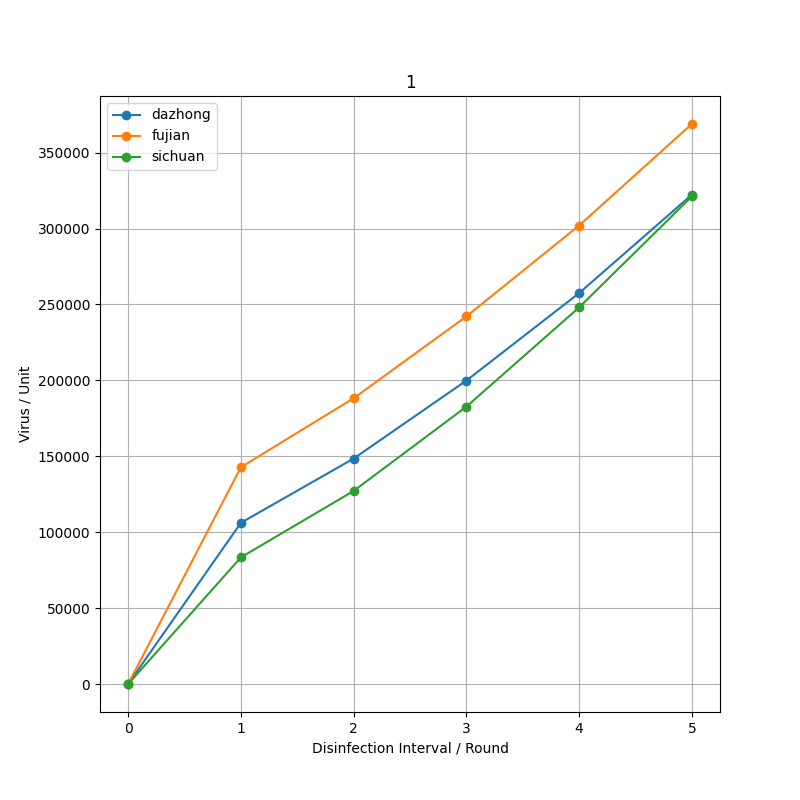 1
dazhong
fujian
sichuan
350000
300000
250000
200000
150000
100000
50000
0
Virus / Unit
0 1 2 3 4 5
Disinfection Interval / Round